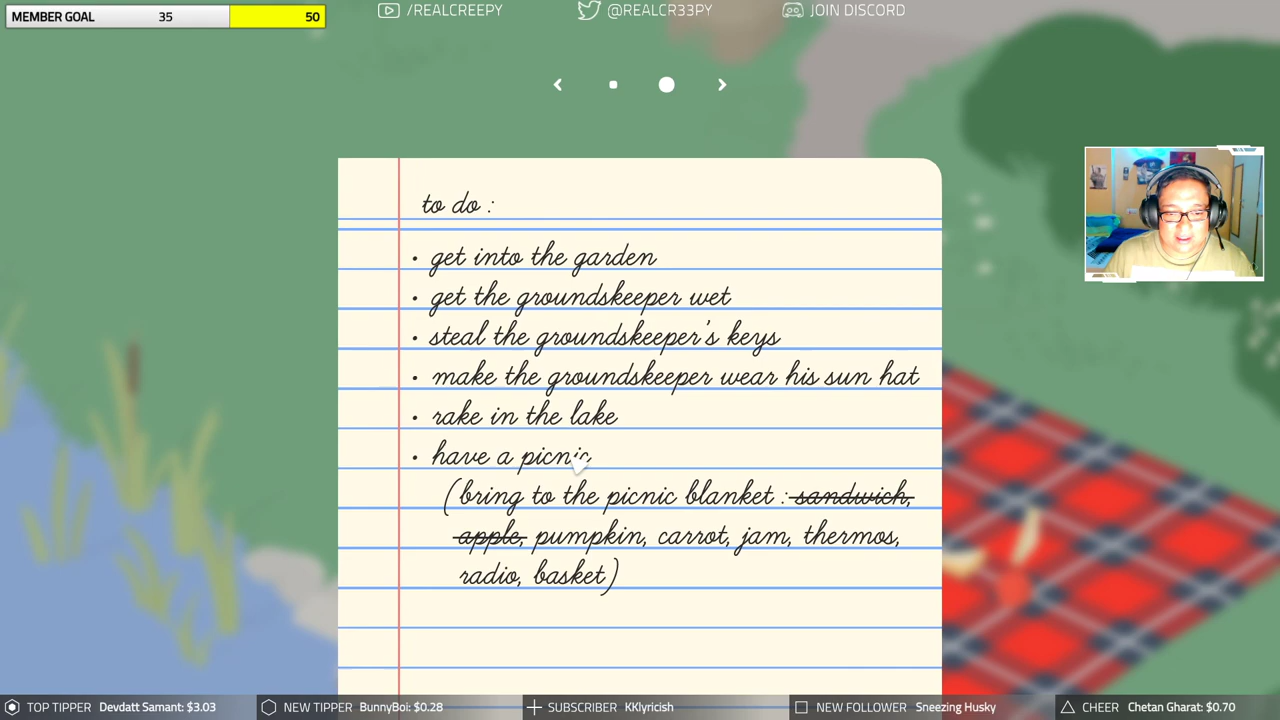 MEMBER GOAL 35 50
/REALCREEPY @REALCR33PY JOIN DISCORD
to do :
• get into the garden
• get the groundskeeper wet
• steal the groundskeeper's keys
• make the groundskeeper wear his sun hat
• rake in the lake
• have a picnic
(bring to the picnic blanket : sandwich,
apple, pumpkin, carrot, jam, thermos,
radio, basket)
TOP TIPPER Devdatt Samant: $3.03 NEW TIPPER BunnyBoi: $0.28 SUBSCRIBER KKlyricish NEW FOLLOWER Sneezing Husky CHEER Chetan Gharat: $0.70